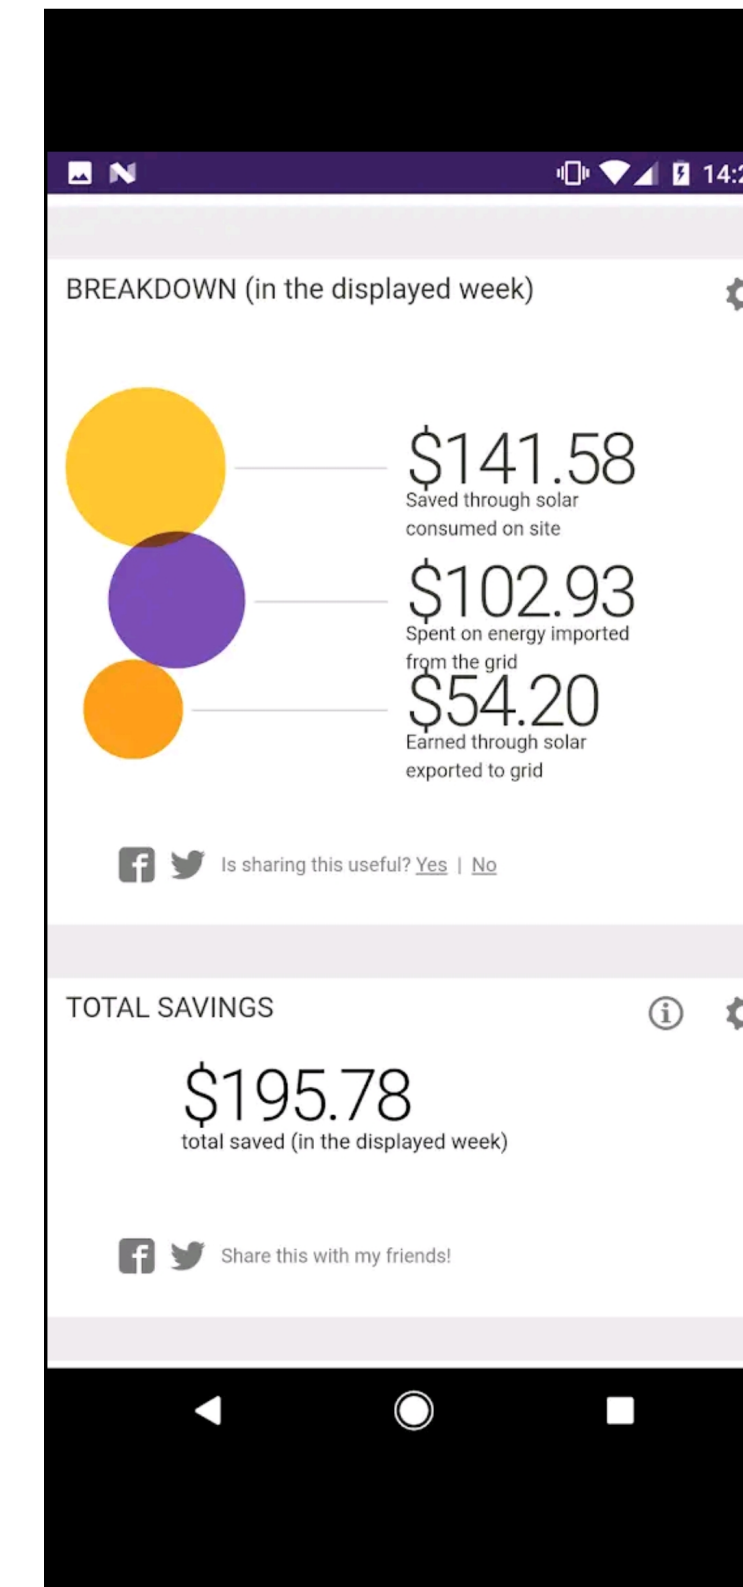 14:2
BREAKDOWN (in the displayed week)
$141.58
Saved through solar
consumed on site
$102.93
Spent on energy imported
from the grid
$54.20
Earned through solar
exported to grid
Is sharing this useful? Yes | No
TOTAL SAVINGS
$195.78
total saved (in the displayed week)
Share this with my friends!